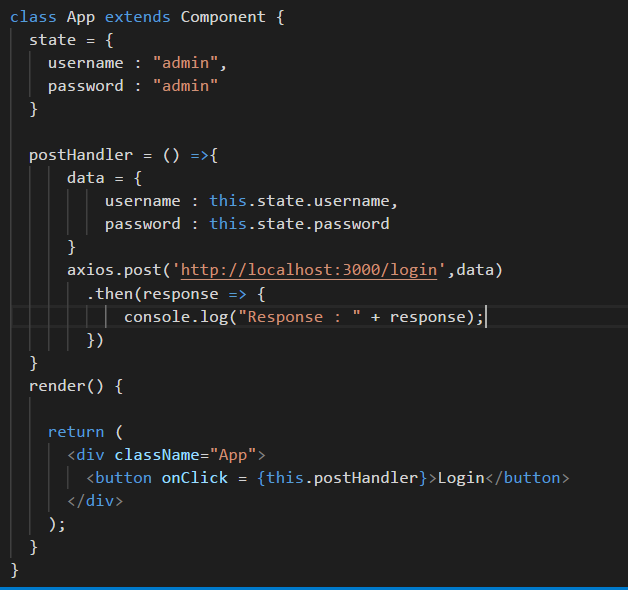 class App extends Component {
  state = {
    username : "admin",
    password : "admin"
  }

  postHandler = () =>{
      data = {
          username : this.state.username,
          password : this.state.password
      }
      axios.post('http://localhost:3000/login',data)
        .then(response => {
            console.log("Response : " + response);
        })
  }
  render() {

    return (
      <div className="App">
        <button onClick = {this.postHandler}>Login</button>
      </div>
    );
  }
}